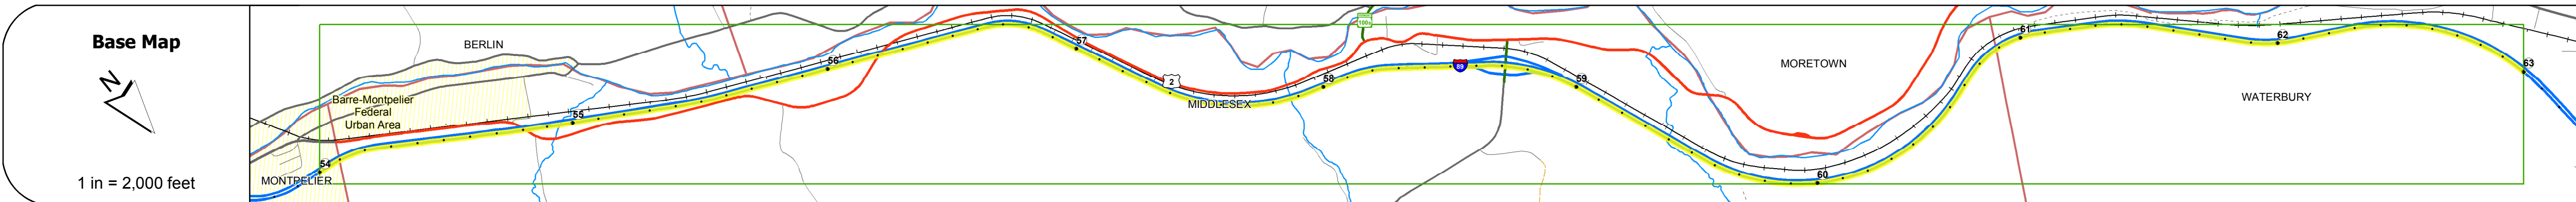 Base Map
N
1 in = 2,000 feet
BERLIN
Barre-Montpelier
Federal
Urban Area
MONTPELIER
54
55
56
57
2
MIDDLESEX
58
100B
89
59
MORETOWN
60
61
WATERBURY
62
63